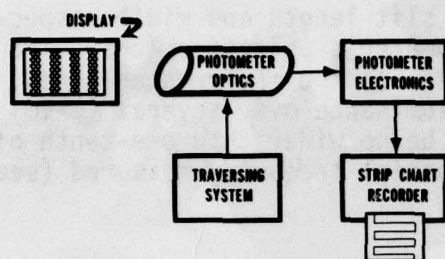 DISPLAY
PHOTOMETER
OPTICS
PHOTOMETER
ELECTRONICS
TRAVERSING
SYSTEM
STRIP CHART
RECORDER